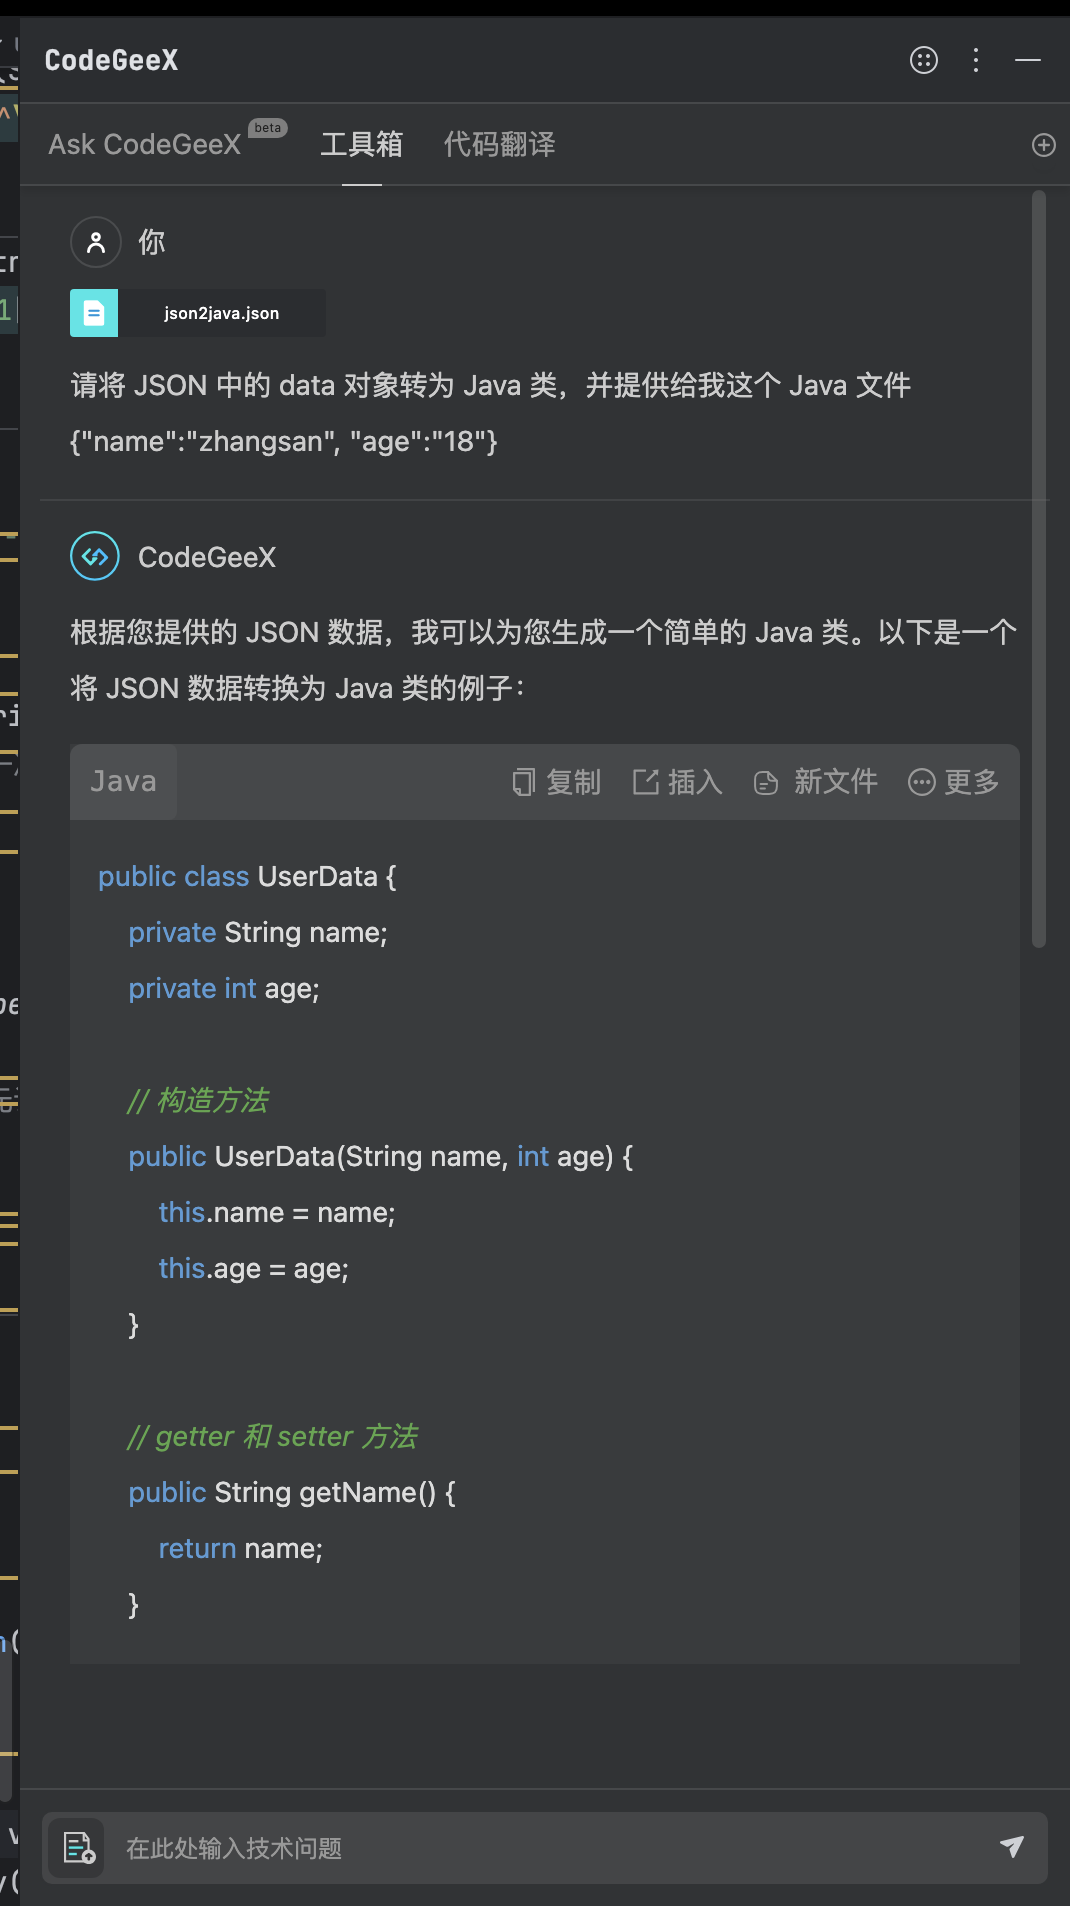 CodeGeeX
Ask CodeGeeX beta 工具箱 代码翻译
你
json2java.json
请将 JSON 中的 data 对象转为 Java 类，并提供给我这个 Java 文件
{"name":"zhangsan", "age":"18"}
CodeGeeX
根据您提供的 JSON 数据，我可以为您生成一个简单的 Java 类。以下是一个
将 JSON 数据转换为 Java 类的例子：
Java 复制 插入 新文件 更多
public class UserData {
private String name;
private int age;
// 构造方法
public UserData(String name, int age) {
this.name = name;
this.age = age;
}
// getter 和 setter 方法
public String getName() {
return name;
}
在此处输入技术问题